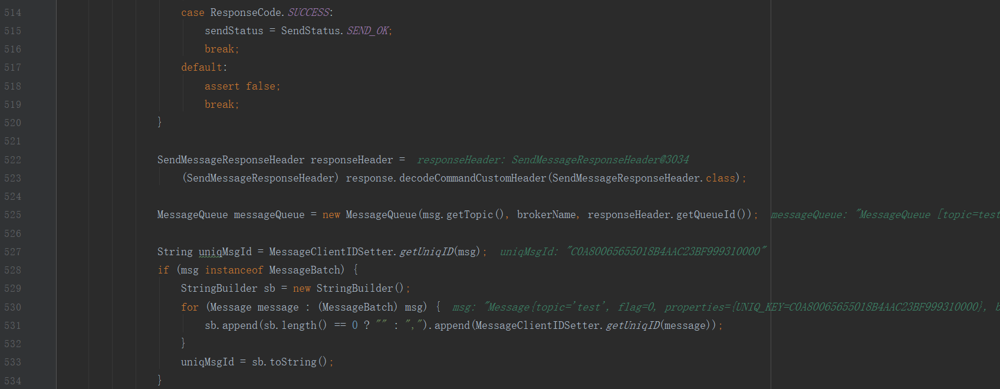 514 case ResponseCode.SUCCESS:
515 sendStatus = SendStatus.SEND_OK;
516 break;
517 default:
518 assert false;
519 break;
520 }
521
522 SendMessageResponseHeader responseHeader = responseHeader: SendMessageResponseHeader@3034
523 (SendMessageResponseHeader) response.decodeCommandCustomHeader(SendMessageResponseHeader.class);
524
525 MessageQueue messageQueue = new MessageQueue(msg.getTopic(), brokerName, responseHeader.getQueueId()); messageQueue: "MessageQueue [topic=test
526
527 String uniqMsgId = MessageClientIDSetter.getUniqID(msg); uniqMsgId: "C0A80065655018B4AAC23BF999310000"
528 if (msg instanceof MessageBatch) {
529 StringBuilder sb = new StringBuilder();
530 for (Message message : (MessageBatch) msg) { msg: "Message{topic='test', flag=0, properties={UNIQ_KEY=C0A80065655018B4AAC23BF999310000}, b
531 sb.append(sb.length() == 0 ? "" : ",").append(MessageClientIDSetter.getUniqID(message));
532 }
533 uniqMsgId = sb.toString();
534 }